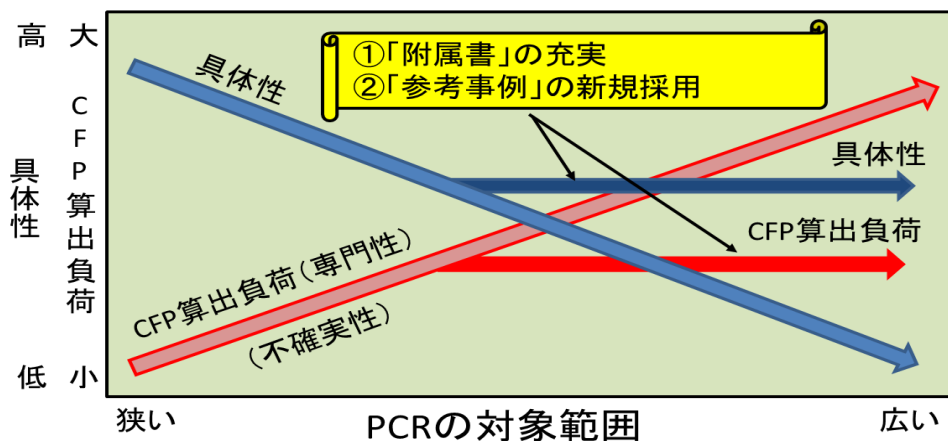 高 大
具体性
CFP算出負荷
低 小
①「附属書」の充実
②「参考事例」の新規採用
具体性
具体性
CFP算出負荷
CFP算出負荷(専門性)
(不確実性)
狭い
PCRの対象範囲
広い